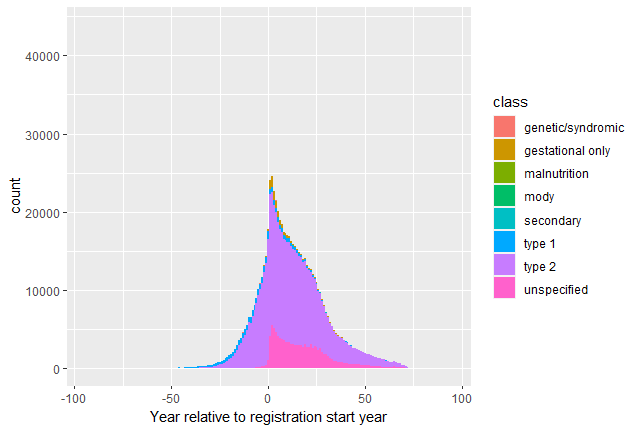 40000
30000
20000
10000
0
count
-100
-50
0
50
100
Year relative to registration start year
class
genetic/syndromic
gestational only
malnutrition
mody
secondary
type 1
type 2
unspecified